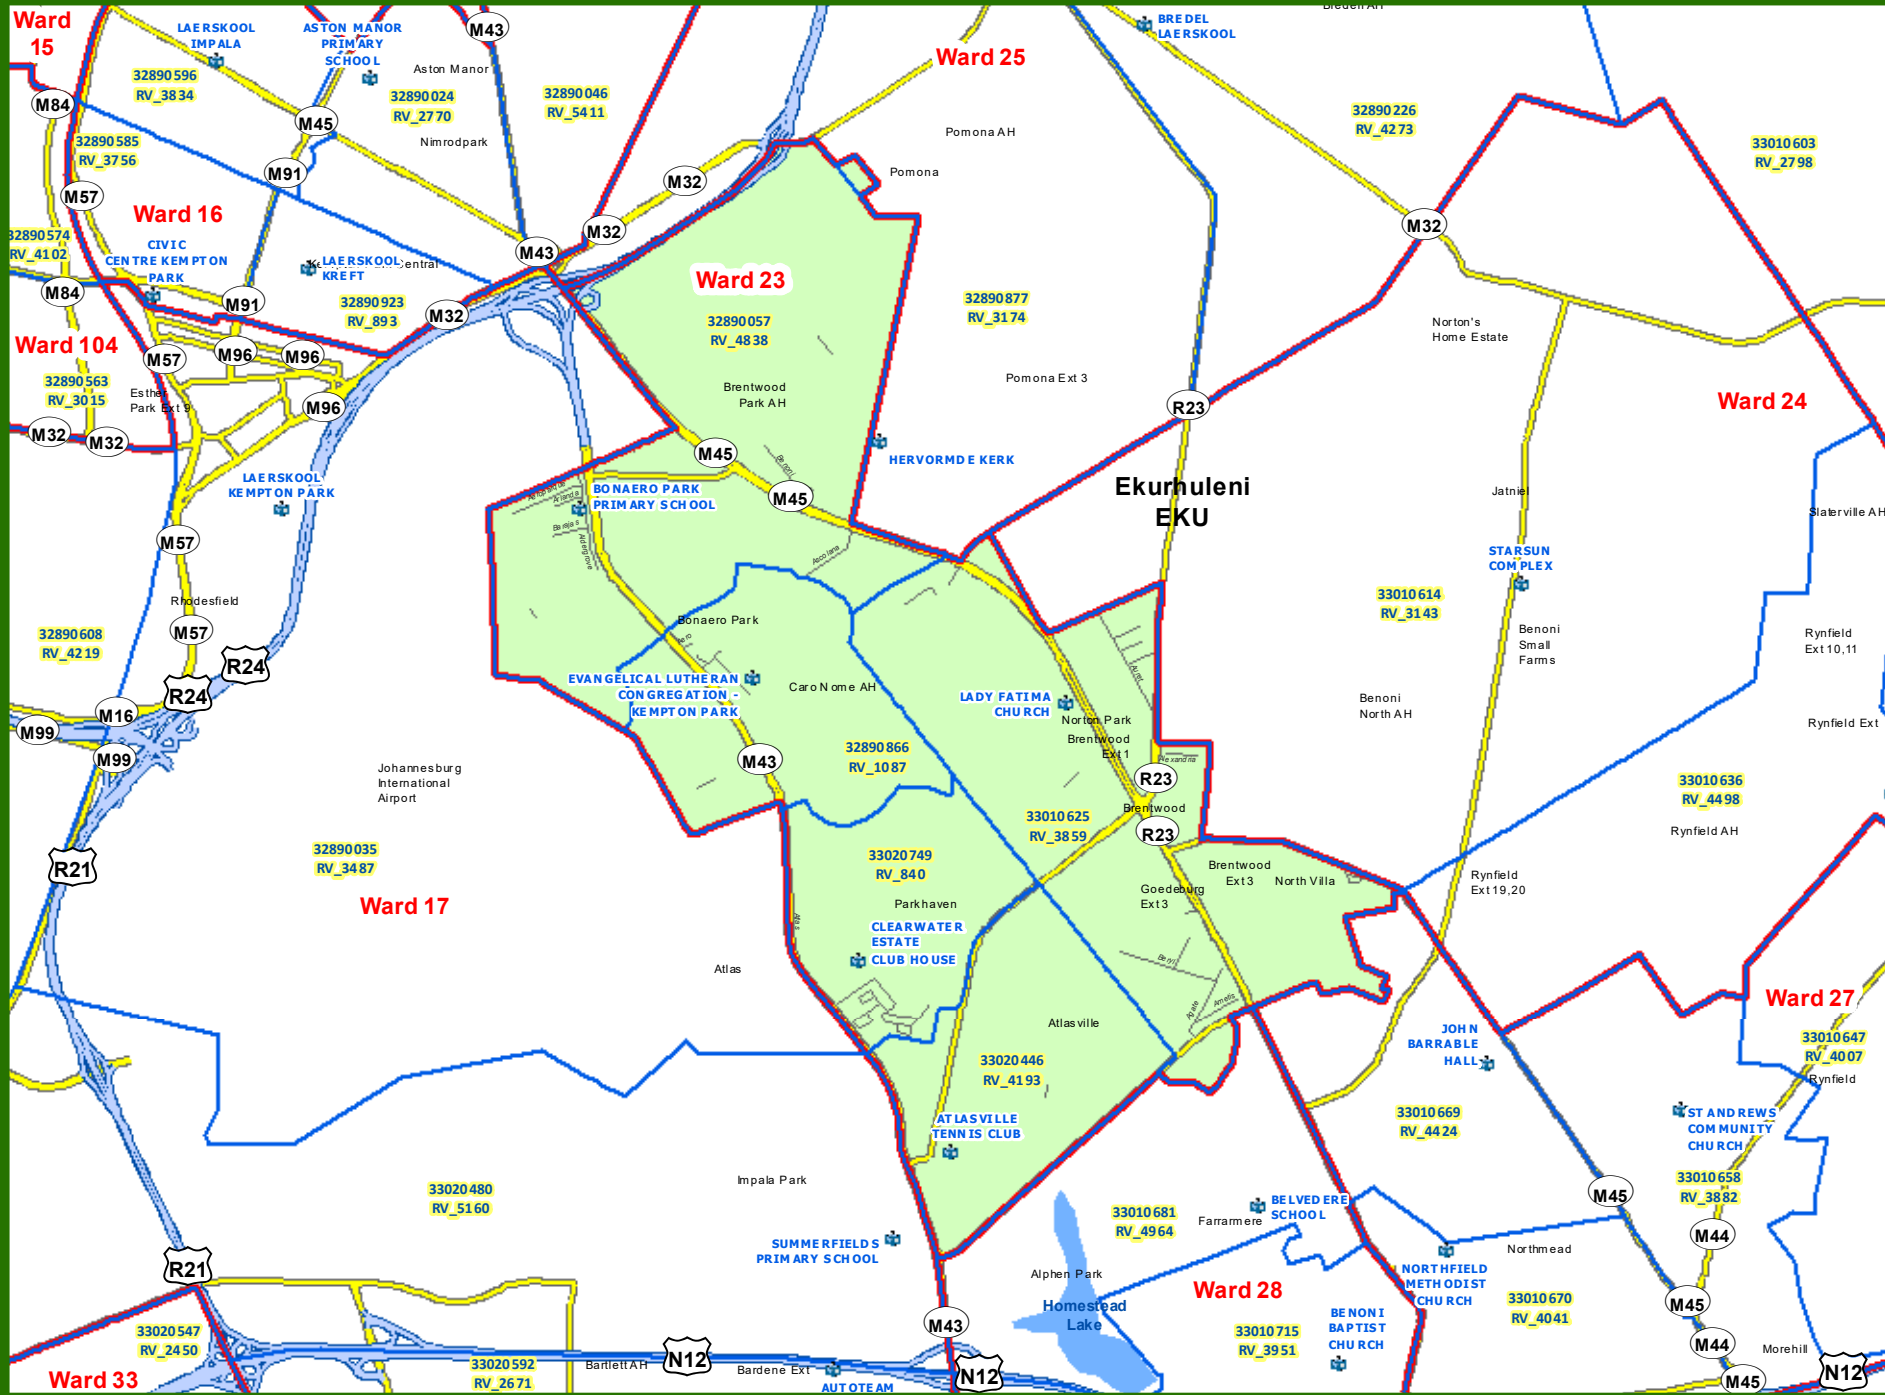 Ward
15
LAERSKOOL
IMPALA
ASTON MANOR
PRIMARY
SCHOOL
M43
BREDEL
LAERSKOOL
Ward 25
Aston Manor
32890596
RV_3834
32890024
RV_2770
32890046
RV_5411
32890226
RV_4273
M84
M45
Nimrodpark
Pomona AH
33010603
RV_2798
32890585
RV_3756
M91
M32
Pomona
M57
Ward 16
M32
M32
32890574
RV_4102
CIVIC
CENTRE KEMPTON
PARK
LAERSKOOL
KREFT
M43
Ward 23
M84
M91
32890923
RV_893
M32
32890057
RV_4838
32890877
RV_3174
Norton's
Home Estate
Ward 104
M57
M96
M96
32890563
RV_3015
Esther
Park Ext 9
Brentwood
Park AH
Pomona Ext 3
M96
R23
Ward 24
M32
M32
M45
HERVORMDE KERK
LAERSKOOL
KEMPTON PARK
BONAERO PARK
PRIMARY SCHOOL
Benoni
M45
Ekurhuleni
EKU
Jatniel
Slaterville AH
Arlanda
Barajas
Aldergrove
Ascolana
M57
STARSUN
COMPLEX
Rhodesfield
33010614
RV_3143
32890608
RV_4219
M57
Bonaero Park
Aero
Benoni
Small
Farms
Rynfield
Ext 10,11
R24
R24
EVANGELICAL LUTHERAN
CONGREGATION -
KEMPTON PARK
Caro Nome AH
LADY FATIMA
CHURCH
Auret
Benoni
North AH
M16
M99
M99
Norton Park
Brentwood
Ext 1
Rynfield Ext
32890866
RV_1087
M43
R23
Johannesburg
International
Airport
33010636
RV_4498
Brentwood
33010625
RV_3859
R23
Rynfield AH
R21
32890035
RV_3487
33020749
RV_840
Brentwood
Ext 3
North Villa
Rynfield
Ext 19,20
Goedeburg
Ext 3
Ward 17
Parkhaven
Atlas
CLEARWATER
ESTATE
CLUB HOUSE
Beryl
Atlas
Agate
Amelis
Ward 27
Atlasville
JOHN
BARRABLE
HALL
33010647
RV_4007
33020446
RV_4193
Rynfield
ATLASVILLE
TENNIS CLUB
33010669
RV_4424
ST ANDREWS
COMMUNITY
CHURCH
Impala Park
33020480
RV_5160
33010658
RV_3882
M45
33010681
RV_4964
Farrarmere
BELVEDERE
SCHOOL
M44
SUMMERFIELDS
PRIMARY SCHOOL
Northmead
R21
Alphen Park
Ward 28
NORTHFIELD
METHODIST
CHURCH
Homestead
Lake
33010670
RV_4041
M45
M43
33020547
RV_2450
33010715
RV_3951
BENONI
BAPTIST
CHURCH
M44
Morehill
N12
33020592
RV_2671
Bartlett AH
Bardene Ext
N12
N12
Ward 33
AUTOTEAM
M45
M32